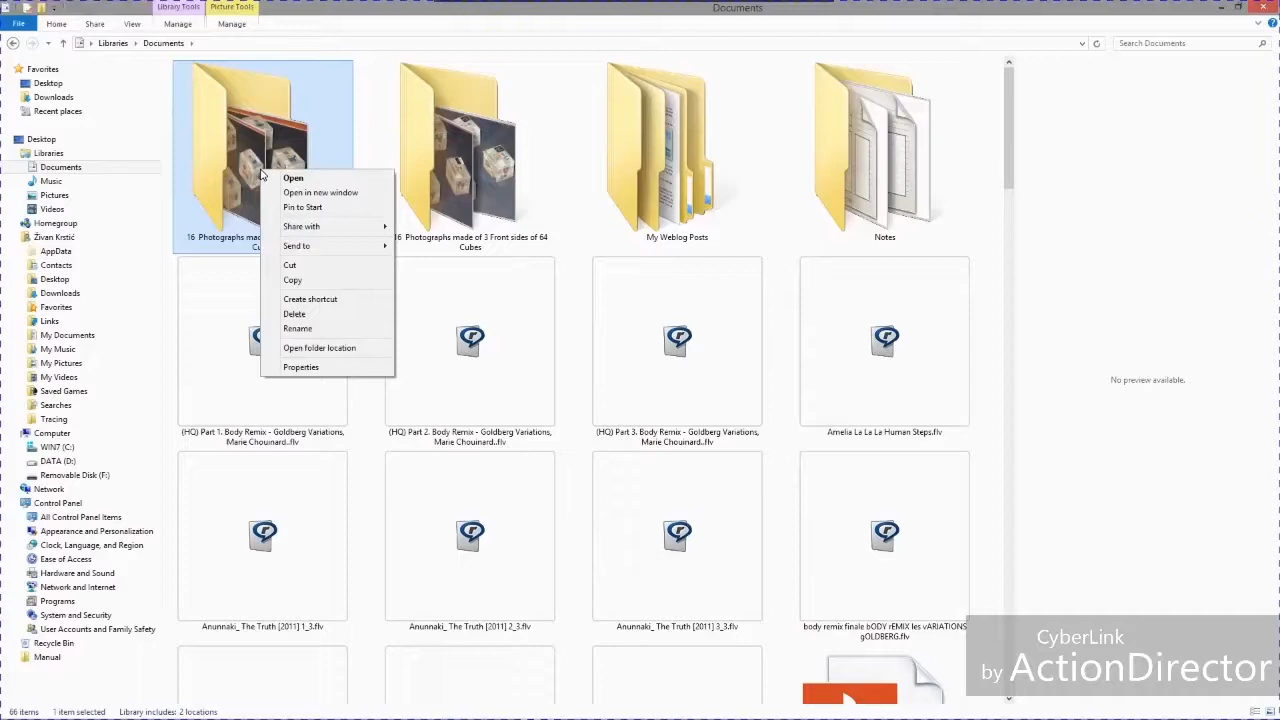 Library Tools
Picture Tools
Documents
File
Home
Share
View
Manage
Manage
Libraries
Documents
Search Documents
Favorites
Desktop
Downloads
Recent places
Desktop
Libraries
Documents
Music
Pictures
Videos
Homegroup
Živan Krstić
AppData
Contacts
Desktop
Downloads
Favorites
Links
My Documents
My Music
My Pictures
My Videos
Saved Games
Searches
Tracing
Computer
WIN7 (C:)
DATA (D:)
Removable Disk (F:)
Network
Control Panel
All Control Panel Items
Appearance and Personalization
Clock, Language, and Region
Ease of Access
Hardware and Sound
Network and Internet
Programs
System and Security
User Accounts and Family Safety
Recycle Bin
Manual
16 Photographs mad
Cu
Open
Open in new window
Pin to Start
Share with
Send to
Cut
Copy
Create shortcut
Delete
Rename
Open folder location
Properties
16 Photographs made of 3 Front sides of 64
Cubes
My Weblog Posts
Notes
(HQ) Part 1. Body Remix - Goldberg Variations,
Marie Chouinard..flv
(HQ) Part 2. Body Remix - Goldberg Variations,
Marie Chouinard..flv
(HQ) Part 3. Body Remix - Goldberg Variations,
Marie Chouinard..flv
Amelia La La La Human Steps.flv
Anunnaki_ The Truth [2011] 1_3.flv
Anunnaki_ The Truth [2011] 2_3.flv
Anunnaki_ The Truth [2011] 3_3.flv
body remix finale bODY rEMIX les vARIATIONS
gOLDBERG.flv
No preview available.
CyberLink
by ActionDirector
66 items
1 item selected
Library includes: 2 locations